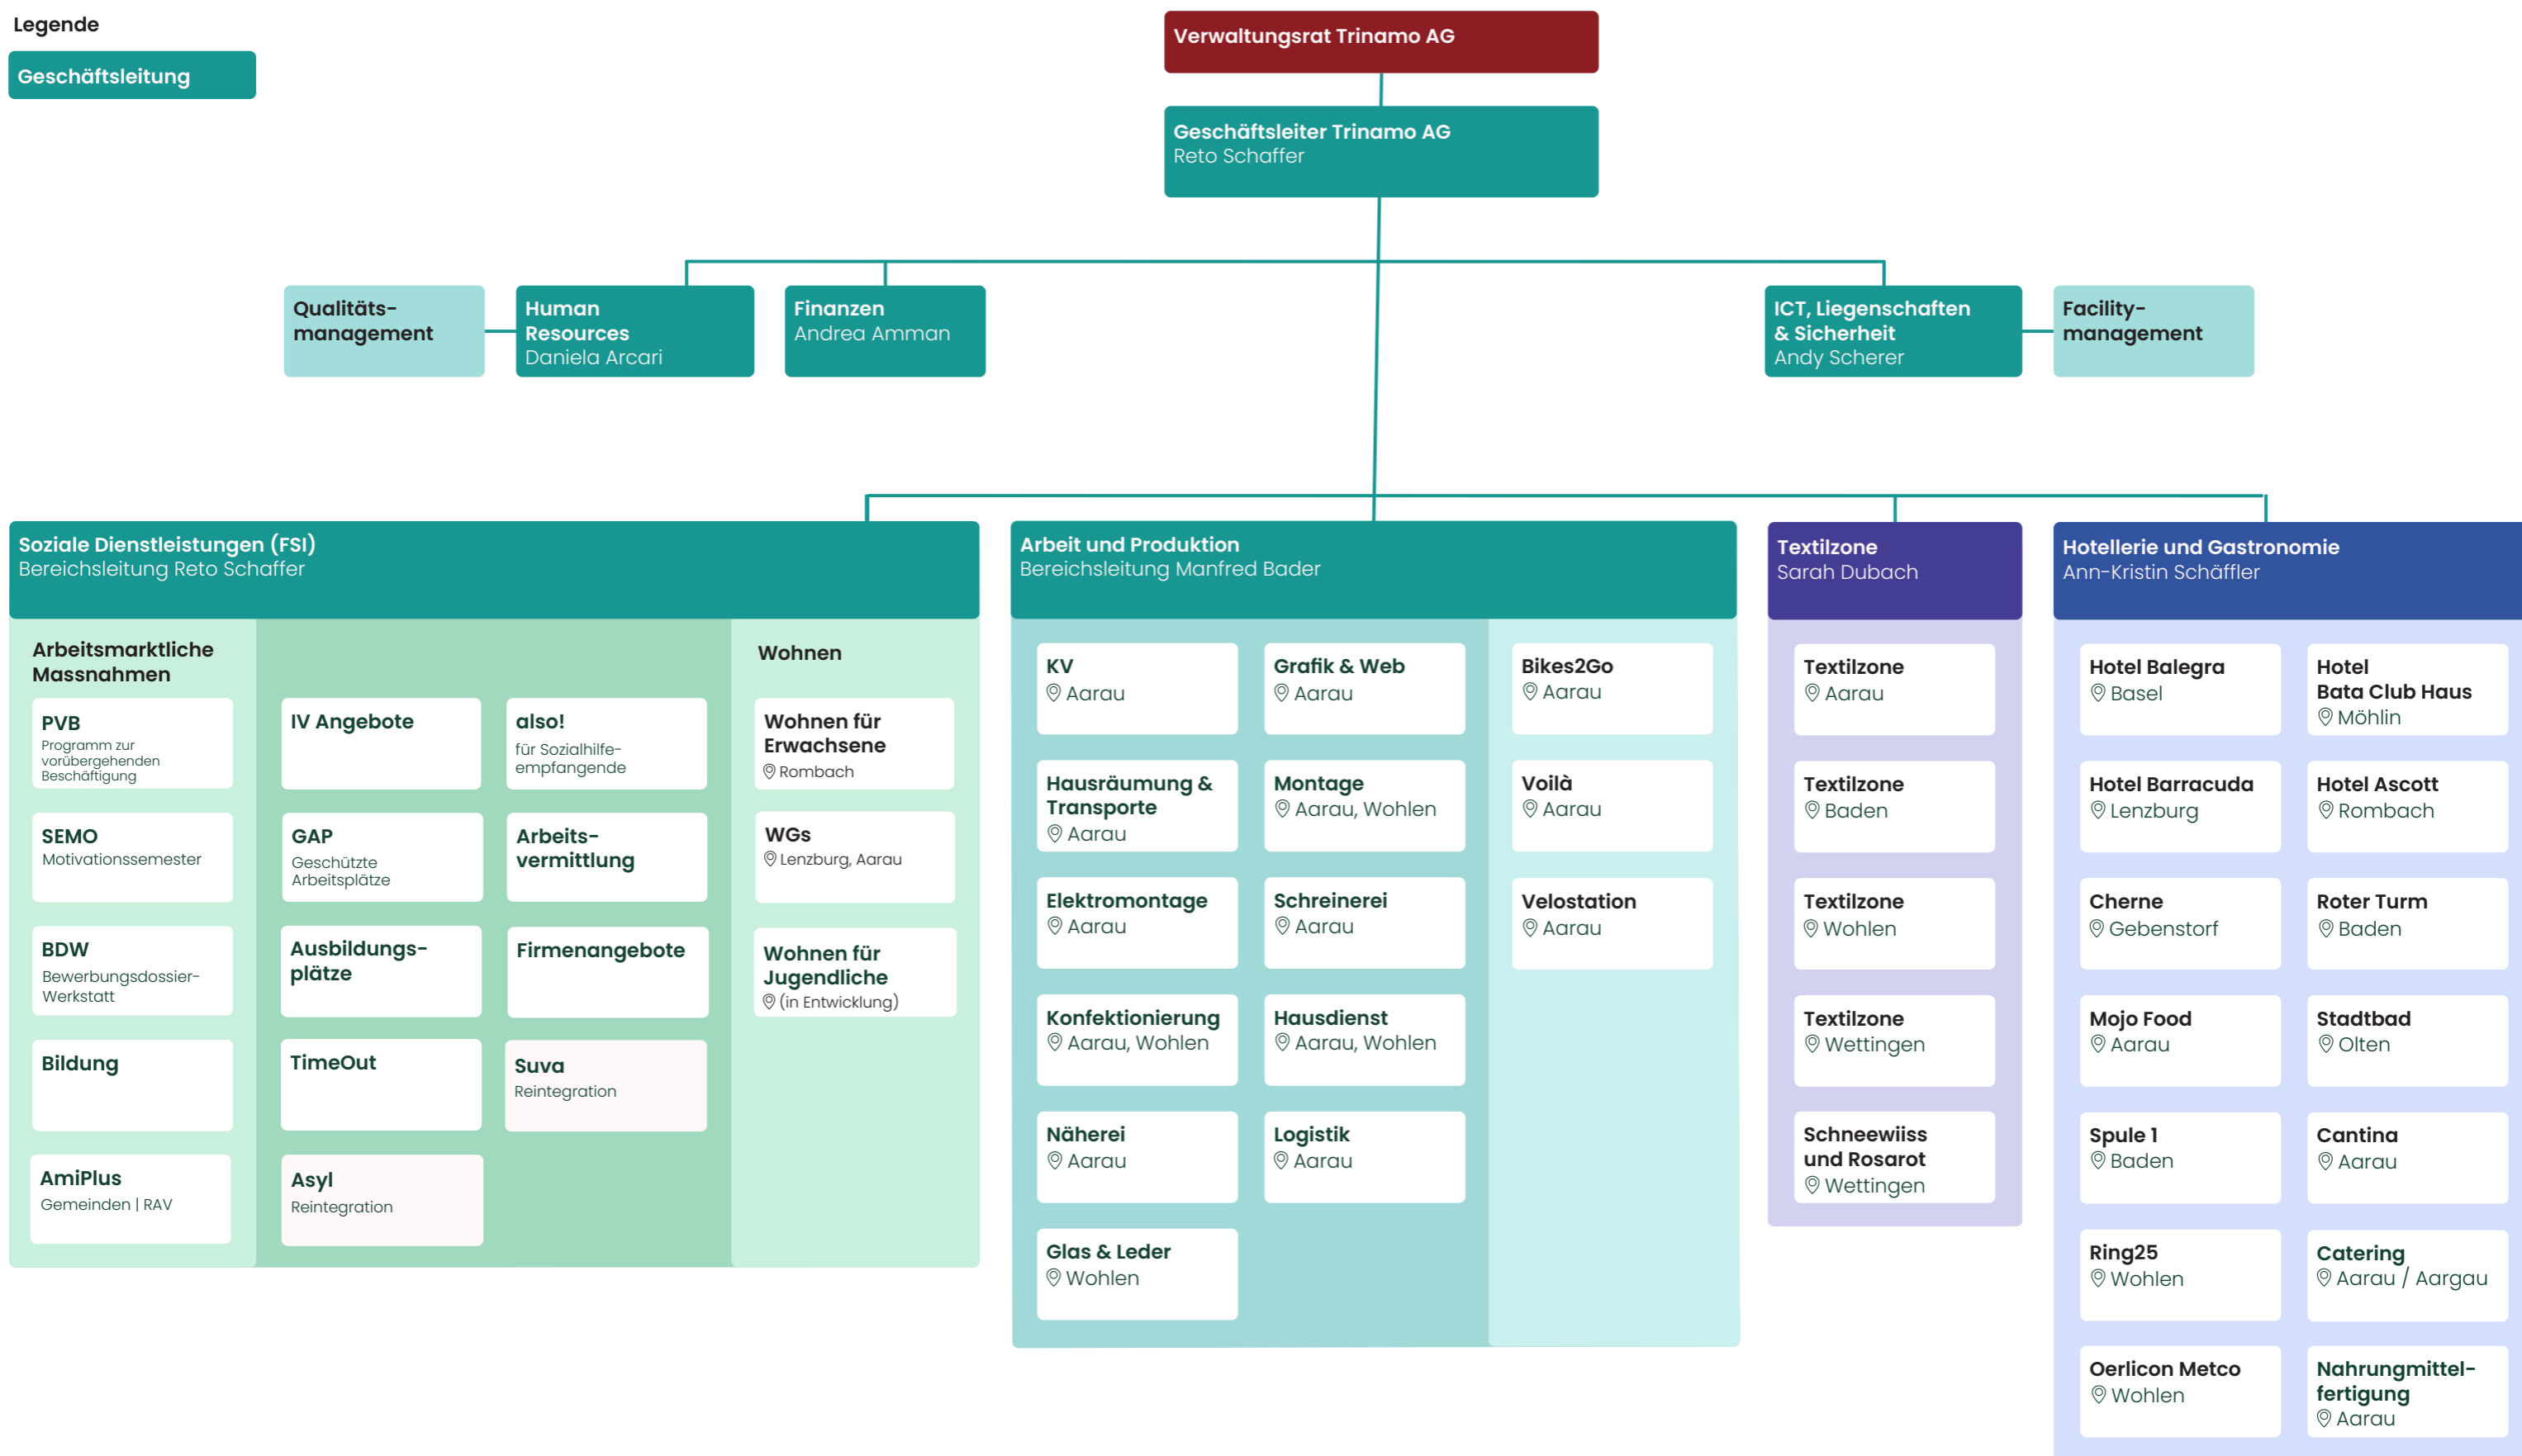 Legende
Geschäftsleitung
Verwaltungsrat Trinamo AG
Geschäftsleiter Trinamo AG
Reto Schaffer
Qualitäts-
management
Human
Resources
Daniela Arcari
Finanzen
Andrea Amman
ICT, Liegenschaften
& Sicherheit
Andy Scherer
Facility-
management
Soziale Dienstleistungen (FSI)
Bereichsleitung Reto Schaffer
Arbeitsmarktliche
Massnahmen
PVB
Programm zur
vorübergehenden
Beschäftigung
SEMO
Motivationssemester
BDW
Bewerbungsdossier-
Werkstatt
Bildung
AmiPlus
Gemeinden | RAV
IV Angebote
GAP
Geschützte
Arbeitsplätze
Ausbildungs-
plätze
TimeOut
Asyl
Reintegration
also!
für Sozialhilfe-
empfangende
Arbeits-
vermittlung
Firmenangebote
Suva
Reintegration
Wohnen
Wohnen für
Erwachsene
Rombach
WGs
Lenzburg, Aarau
Wohnen für
Jugendliche
(in Entwicklung)
Arbeit und Produktion
Bereichsleitung Manfred Bader
KV
Aarau
Hausräumung &
Transporte
Aarau
Elektromontage
Aarau
Konfektionierung
Aarau, Wohlen
Näherei
Aarau
Glas & Leder
Wohlen
Grafik & Web
Aarau
Montage
Aarau, Wohlen
Schreinerei
Aarau
Hausdienst
Aarau, Wohlen
Logistik
Aarau
Bikes2Go
Aarau
Voilà
Aarau
Velostation
Aarau
Textilzone
Sarah Dubach
Textilzone
Aarau
Textilzone
Baden
Textilzone
Wohlen
Textilzone
Wettingen
Schneewiiss
und Rosarot
Wettingen
Hotellerie und Gastronomie
Ann-Kristin Schäffler
Hotel Balegra
Basel
Hotel Barracuda
Lenzburg
Cherne
Gebenstorf
Mojo Food
Aarau
Spule 1
Baden
Ring25
Wohlen
Oerlicon Metco
Wohlen
Hotel
Bata Club Haus
Möhlin
Hotel Ascott
Rombach
Roter Turm
Baden
Stadtbad
Olten
Cantina
Aarau
Catering
Aarau / Aargau
Nahrungmittel-
fertigung
Aarau